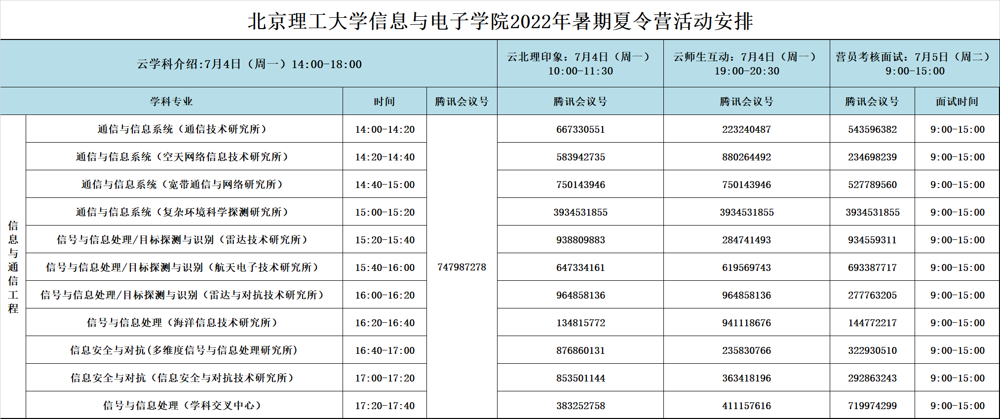 北京理工大学信息与电子学院2022年暑期夏令营活动安排
云学科介绍:7月4日（周一）14:00-18:00
云北理印象：7月4日（周一）
10:00-11:30
云师生互动：7月4日（周一）
19:00-20:30
营员考核面试：7月5日（周二）
9:00-15:00
学科专业 时间 腾讯会议号 腾讯会议号 腾讯会议号 腾讯会议号 面试时间
信息与通信工程
通信与信息系统（通信技术研究所） 14:00-14:20 667330551 223240487 543596382 9:00-15:00
通信与信息系统（空天网络信息技术研究所） 14:20-14:40 583942735 880264492 234698239 9:00-15:00
通信与信息系统（宽带通信与网络研究所） 14:40-15:00 750143946 750143946 527789560 9:00-15:00
通信与信息系统（复杂环境科学探测研究所） 15:00-15:20 3934531855 3934531855 3934531855 9:00-15:00
信号与信息处理/目标探测与识别（雷达技术研究所） 15:20-15:40 938809883 284741493 934559311 9:00-15:00
信号与信息处理/目标探测与识别（航天电子技术研究所） 15:40-16:00 747987278 647334161 619569743 693387717 9:00-15:00
信号与信息处理/目标探测与识别（雷达与对抗技术研究所） 16:00-16:20 964858136 964858136 277763205 9:00-15:00
信号与信息处理（海洋信息技术研究所） 16:20-16:40 134815772 941118676 144772217 9:00-15:00
信息安全与对抗(多维度信号与信息处理研究所) 16:40-17:00 876860131 235830766 322930510 9:00-15:00
信息安全与对抗（信息安全与对抗技术研究所） 17:00-17:20 853501144 363418196 292863243 9:00-15:00
信号与信息处理（学科交叉中心） 17:20-17:40 383252758 411157616 719974299 9:00-15:00